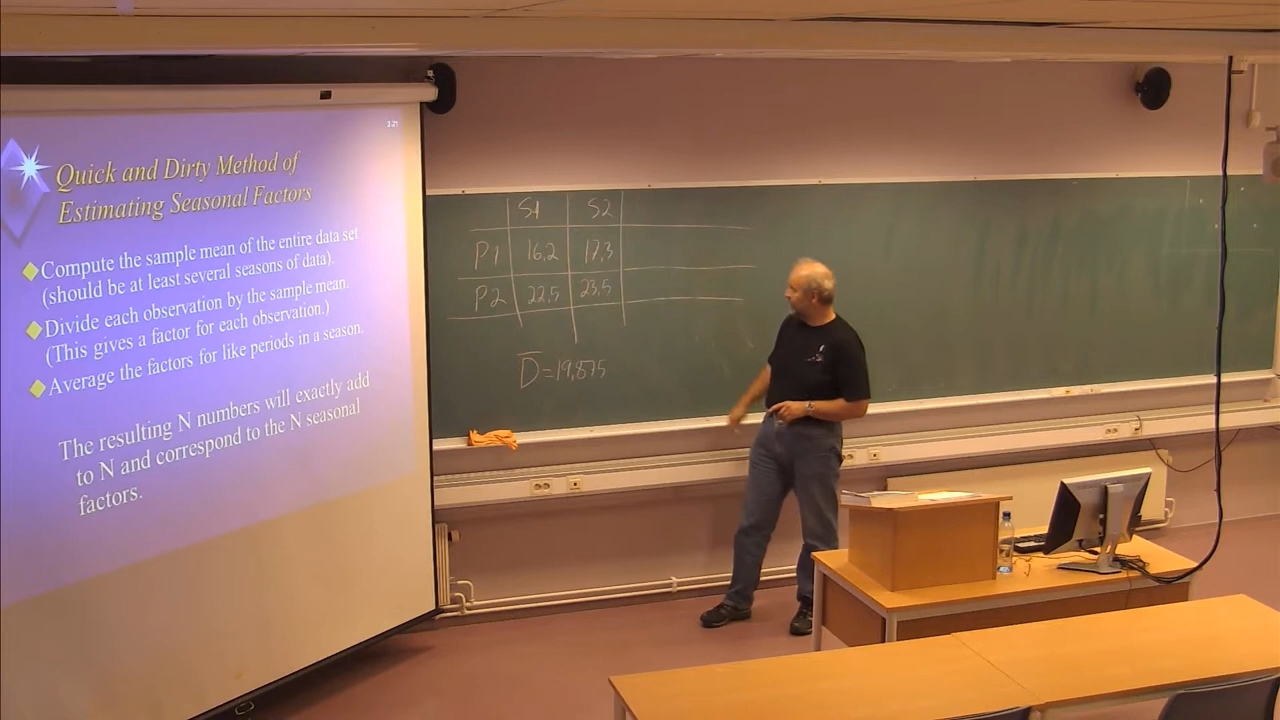 2-21
Quick and Dirty Method of
Estimating Seasonal Factors
Compute the sample mean of the entire data set
(should be at least several seasons of data).
Divide each observation by the sample mean.
(This gives a factor for each observation.)
Average the factors for like periods in a season.
The resulting N numbers will exactly add
to N and correspond to the N seasonal
factors.
S1 S2
P1 16,2 17,3
P2 22,5 23,5
D̅=19,875